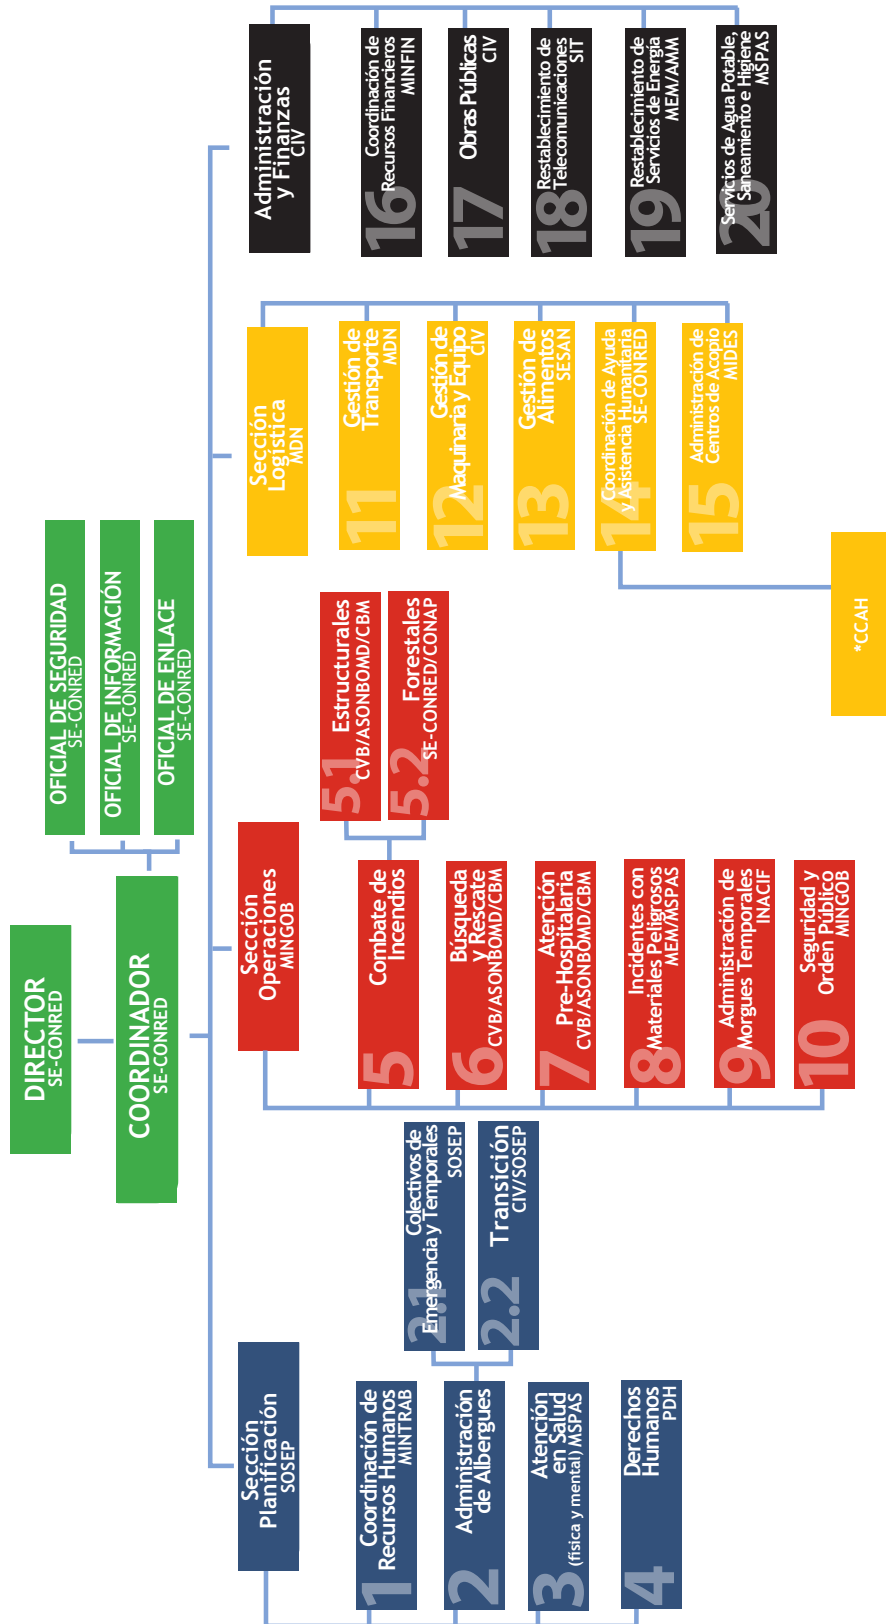 DIRECTOR
SE-CONRED
COORDINADOR
SE-CONRED
OFICIAL DE SEGURIDAD
SE-CONRED
OFICIAL DE INFORMACIÓN
SE-CONRED
OFICIAL DE ENLACE
SE-CONRED
Sección
Planificación
SOSEP
1
Coordinación de
Recursos Humanos
MINTRAB
2
Administración
de Albergues
2.1
Colectivos de
Emergencia y Temporales
SOSEP
2.2
Transición
CIV/SOSEP
3
Atención
en Salud
(física y mental) MSPAS
4
Derechos
Humanos
PDH
Sección
Operaciones
MINGOB
5
Combate de
Incendios
5.1
Estructurales
CVB/ASONBOMD/CBM
5.2
Forestales
SE-CONRED/CONAP
6
Búsqueda
y Rescate
CVB/ASONBOMD/CBM
7
Atención
Pre-Hospitalaria
CVB/ASONBOMD/CBM
8
Incidentes con
Materiales Peligrosos
MEM/MSPAS
9
Administración de
Morgues Temporales
INACIF
10
Seguridad y
Orden Público
MINGOB
Sección
Logística
MDN
11
Gestión de
Transporte
MDN
12
Gestión de
Maquinaria y Equipo
CIV
13
Gestión de
Alimentos
SESAN
14
Coordinación de Ayuda
y Asistencia Humanitaria
SE-CONRED
15
Administración de
Centros de Acopio
MIDES
*CCAH
Administración
y Finanzas
CIV
16
Coordinación de
Recursos Financieros
MINFIN
17
Obras Públicas
CIV
18
Restablecimiento de
Telecomunicaciones
SIT
19
Restablecimiento de
Servicios de Energía
MEM/AMM
20
Servicios de Agua Potable,
Saneamiento e Higiene
MSPAS